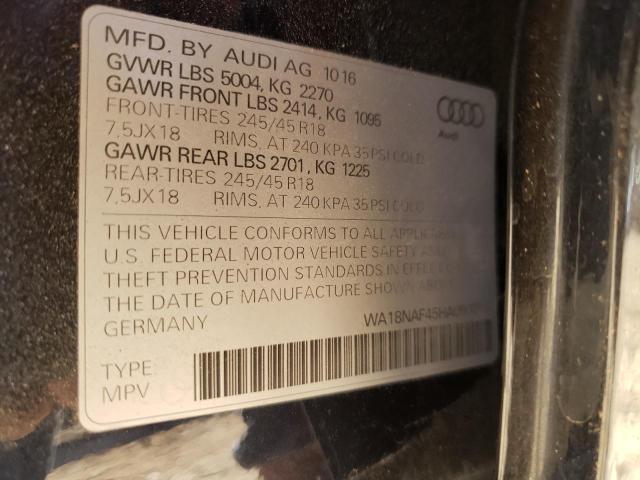 MFD. BY AUDI AG 10 16
GVWR LBS 5004, KG 2270
GAWR FRONT LBS 2414, KG 1095
FRONT-TIRES 245/45 R18
7,5JX18 RIMS, AT 240 KPA 35 PSI COLD
GAWR REAR LBS 2701, KG 1225
REAR-TIRES 245/45 R18
7,5JX18 RIMS, AT 240 KPA 35 PSI COLD
Audi
THIS VEHICLE CONFORMS TO ALL
U.S. FEDERAL MOTOR VEHICLE SAFETY
THEFT PREVENTION STANDARDS IN EFFECT
THE DATE OF MANUFACTURE SHOWN ABOVE
GERMANY
TYPE:
MPV